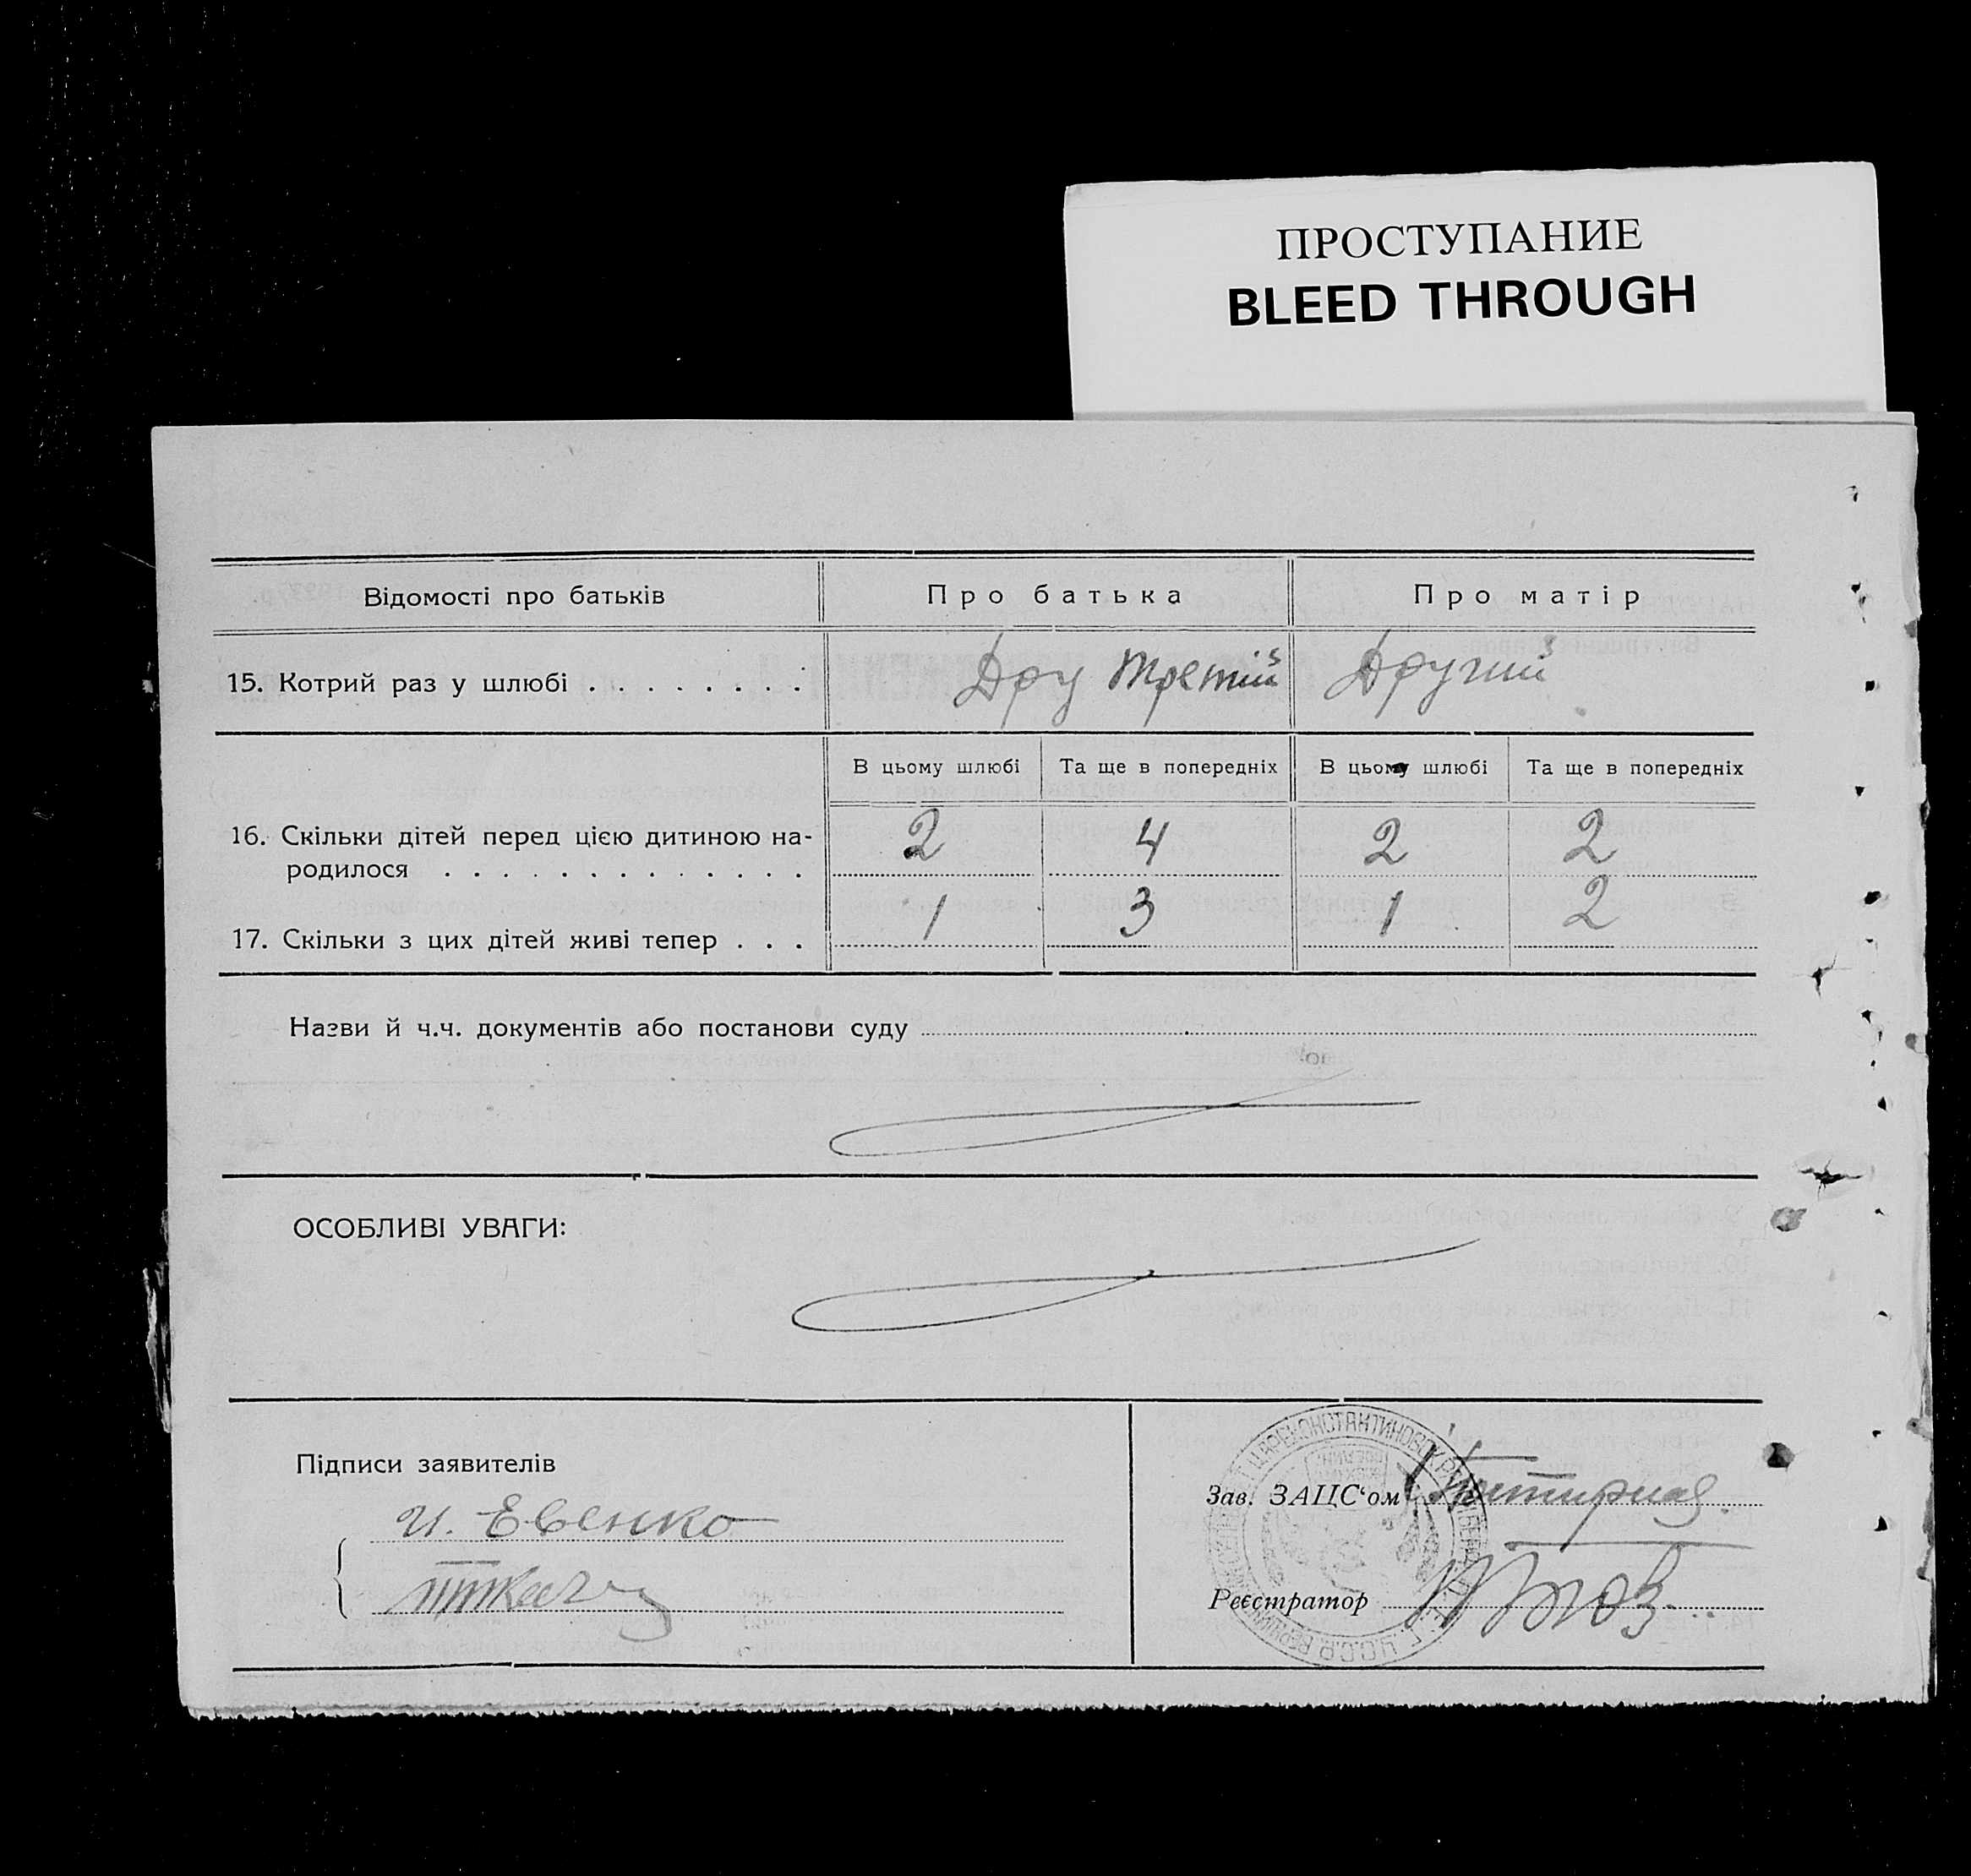 ПРОСТУПАНИЕ
BLEED THROUGH
Відомості про батьків Про батька Про матір
15. Котрий раз у шлюбі . . . . . . . . Дру третій Другий
В цьому шлюбі Та ще в попередніх В цьому шлюбі Та ще в попередніх
16. Скільки дітей перед цією дитиною на-
родилося . . . . . . . . . . . . . 2 4 2 2
17. Скільки з цих дітей живі тепер . . . 1 3 1 2
Назви й ч.ч. документів або постанови суду
ОСОБЛИВІ УВАГИ:
Підписи заявителів
И. Евенко
Зав. ЗАЦС‘ом
Реєстратор